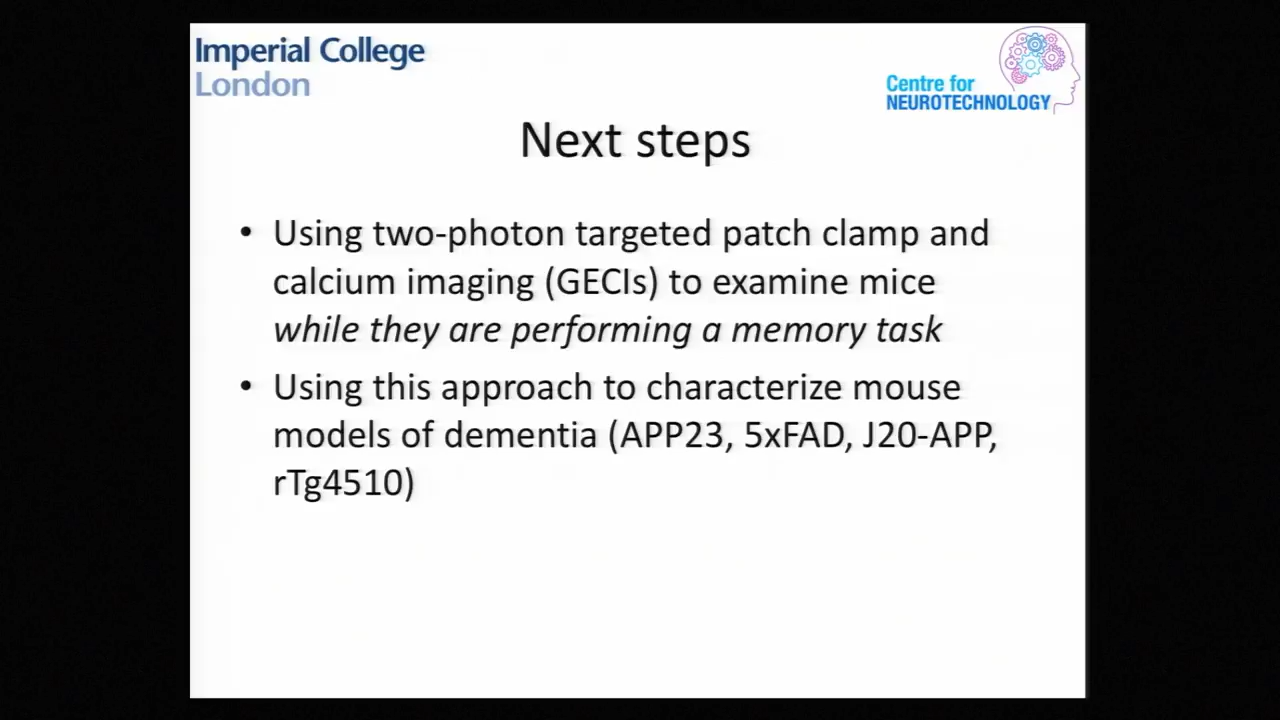 Imperial College
London
Centre for
NEUROTECHNOLOGY
Next steps
• Using two-photon targeted patch clamp and
calcium imaging (GECIs) to examine mice
while they are performing a memory task
• Using this approach to characterize mouse
models of dementia (APP23, 5xFAD, J20-APP,
rTg4510)